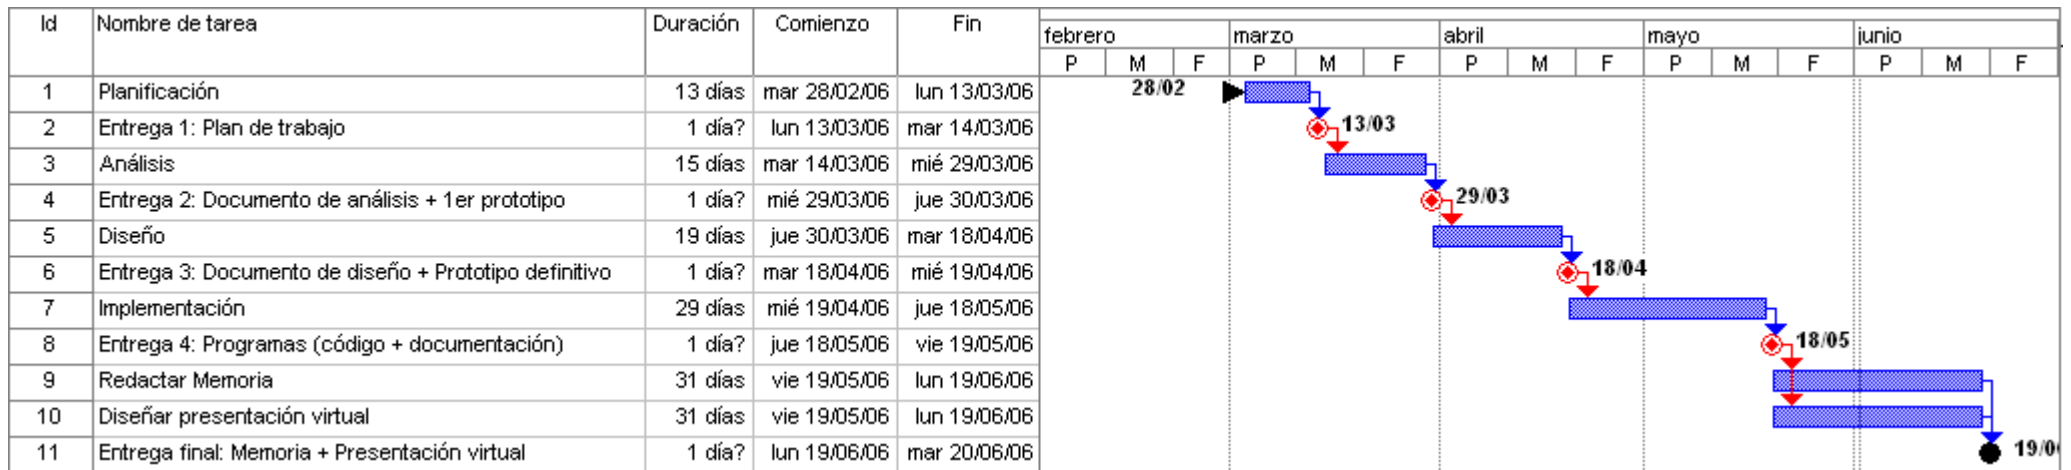 Id Nombre de tarea Duración Comienzo Fin
febrero marzo abril mayo junio
P M F P M F P M F P M F P M F
1 Planificación 13 días mar 28/02/06 lun 13/03/06 28/02
2 Entrega 1: Plan de trabajo 1 día? lun 13/03/06 mar 14/03/06 13/03
3 Análisis 15 días mar 14/03/06 mié 29/03/06
4 Entrega 2: Documento de análisis + 1er prototipo 1 día? mié 29/03/06 jue 30/03/06 29/03
5 Diseño 19 días jue 30/03/06 mar 18/04/06
6 Entrega 3: Documento de diseño + Prototipo definitivo 1 día? mar 18/04/06 mié 19/04/06 18/04
7 Implementación 29 días mié 19/04/06 jue 18/05/06
8 Entrega 4: Programas (código + documentación) 1 día? jue 18/05/06 vie 19/05/06 18/05
9 Redactar Memoria 31 días vie 19/05/06 lun 19/06/06
10 Diseñar presentación virtual 31 días vie 19/05/06 lun 19/06/06
11 Entrega final: Memoria + Presentación virtual 1 día? lun 19/06/06 mar 20/06/06